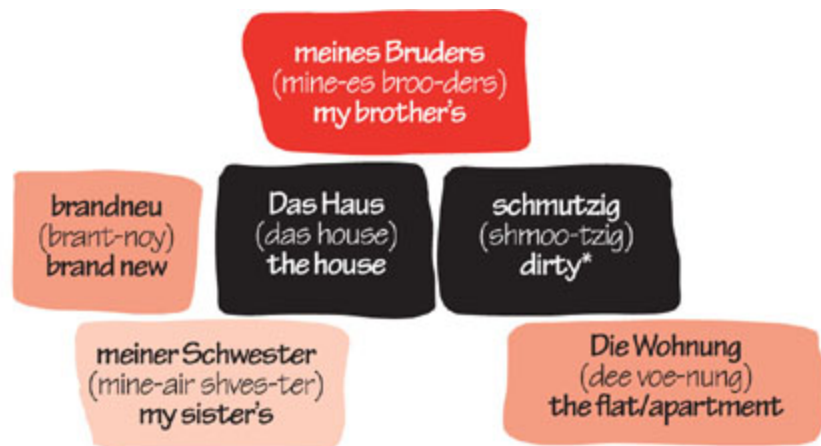 meines Bruders
(mine-es broo-ders)
my brother's
brandneu
(brant-noy)
brand new
Das Haus
(das house)
the house
schmutzig
(shmoo-tzig)
dirty*
meiner Schwester
(mine-air shves-ter)
my sister's
Die Wohnung
(dee voe-nung)
the flat/apartment